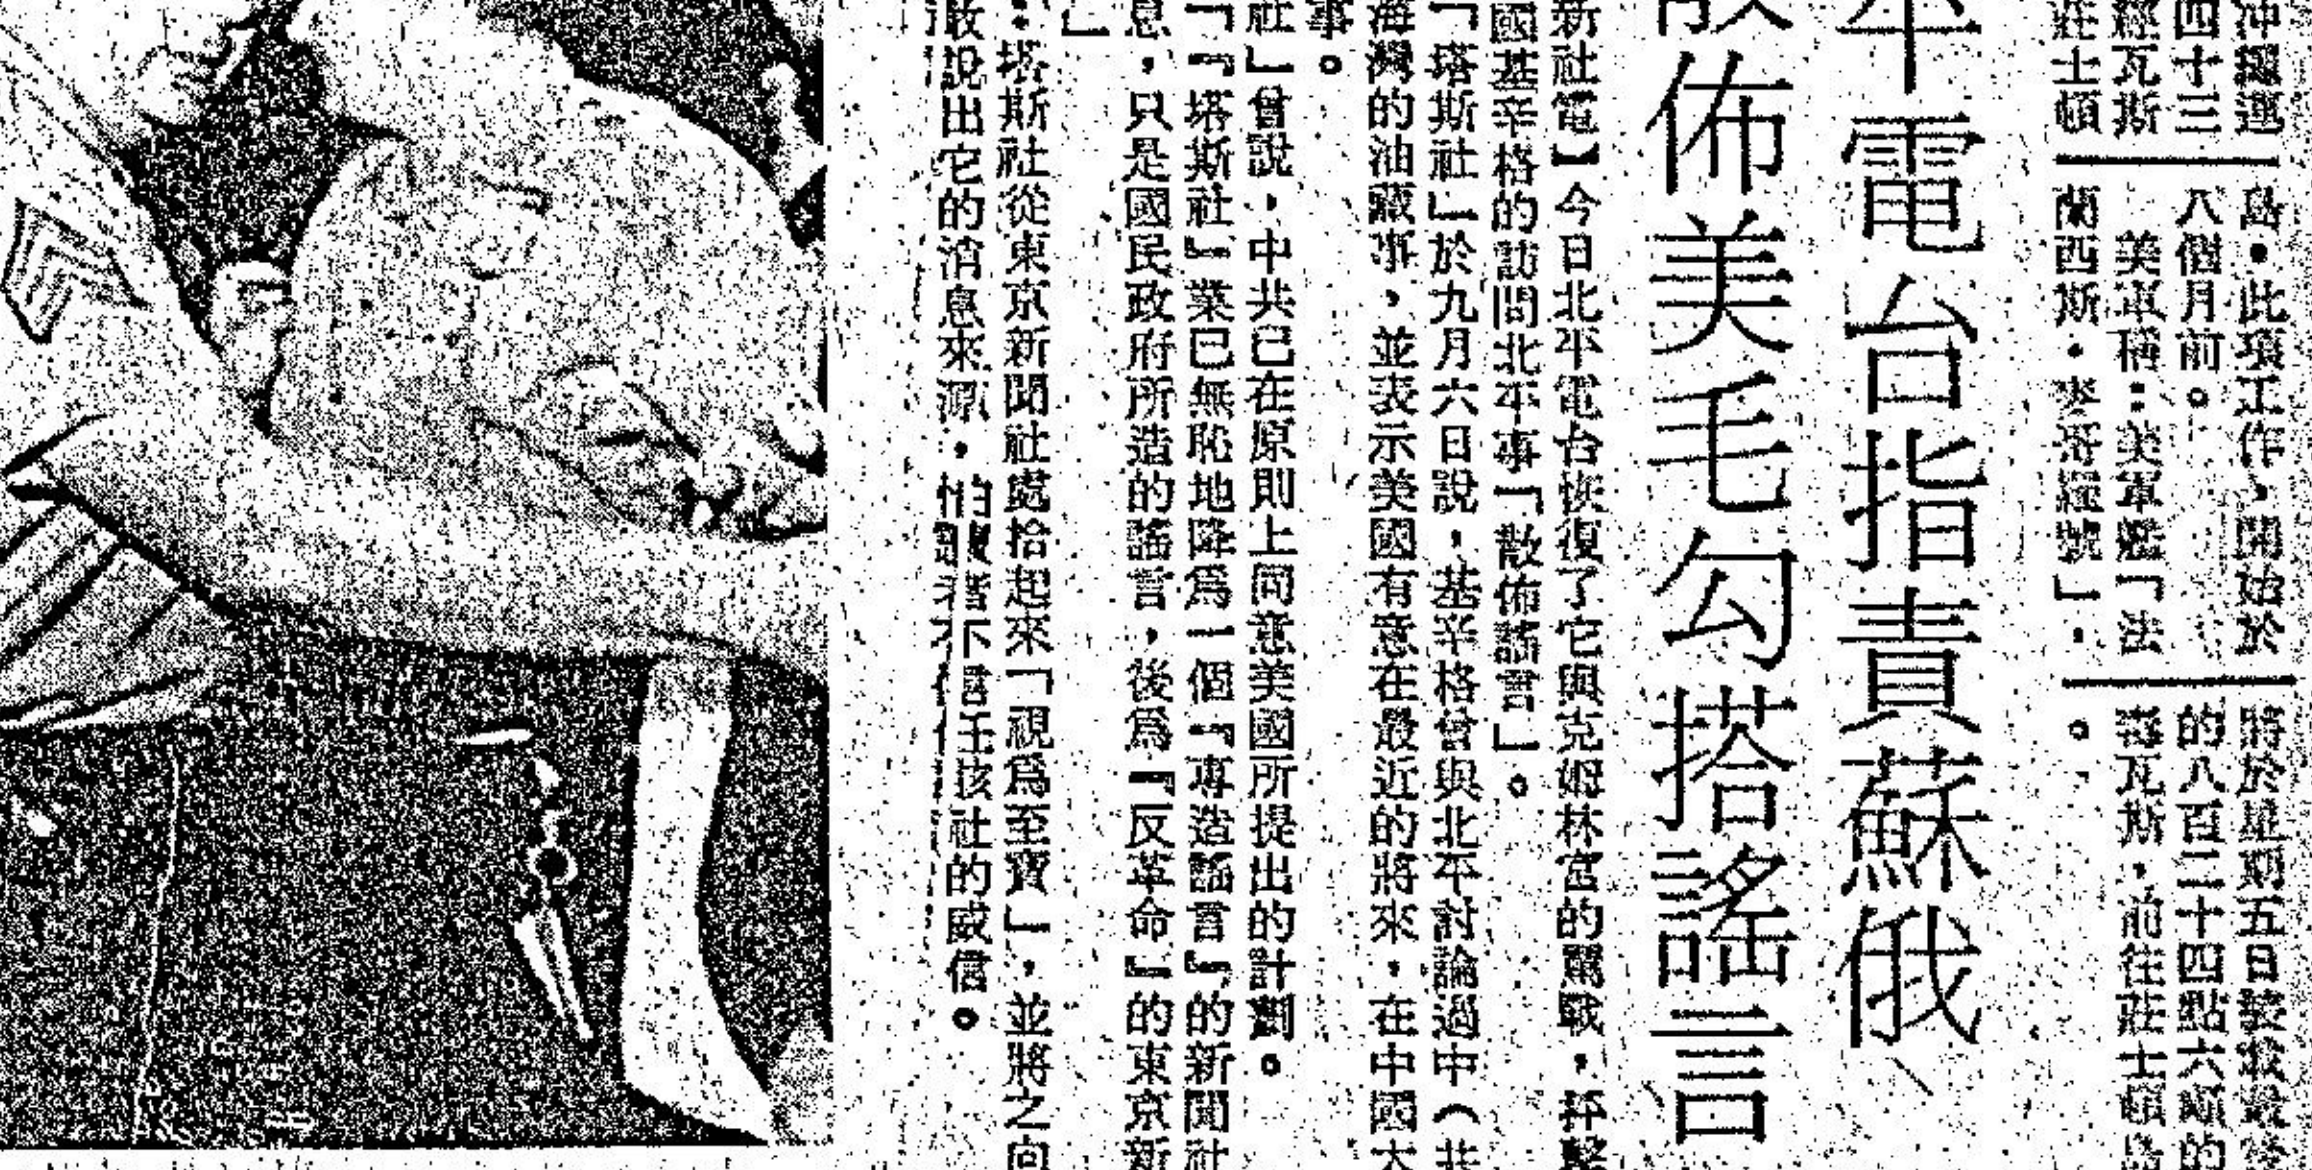 沖繩運
四十三
經瓦斯
莊士頓
島・此項工作，開始於
八個月前。
美軍稱：美軍艦「法
蘭西斯・麥哥經號」，
將於星期五日裝載最後
的八百二十四點六噸的
毒瓦斯，前往莊士頓島
。
平電台指責蘇俄、
散佈美毛勾搭謠言
新社電】今日北平電台恢復了它與克姆林宮的罵戰，抨擊
國基辛格的訪問北平事「散佈謠言」。
「塔斯社」於九月六日說，基辛格曾與北平討論過中（共
海灣的油藏事，並表示美國有意在最近的將來，在中國大
事。
社」曾說，中共已在原則上同意美國所提出的計劃。
「『塔斯社』業已無恥地降為一個『專造謠言』的新聞社
息，只是國民政府所造的謠言，後為『反革命』的東京新
」
：塔斯社從東京新聞社處拾起來「視為至寶」，並將之向
敢說出它的消息來源，怕讀者不信任該社的威信。